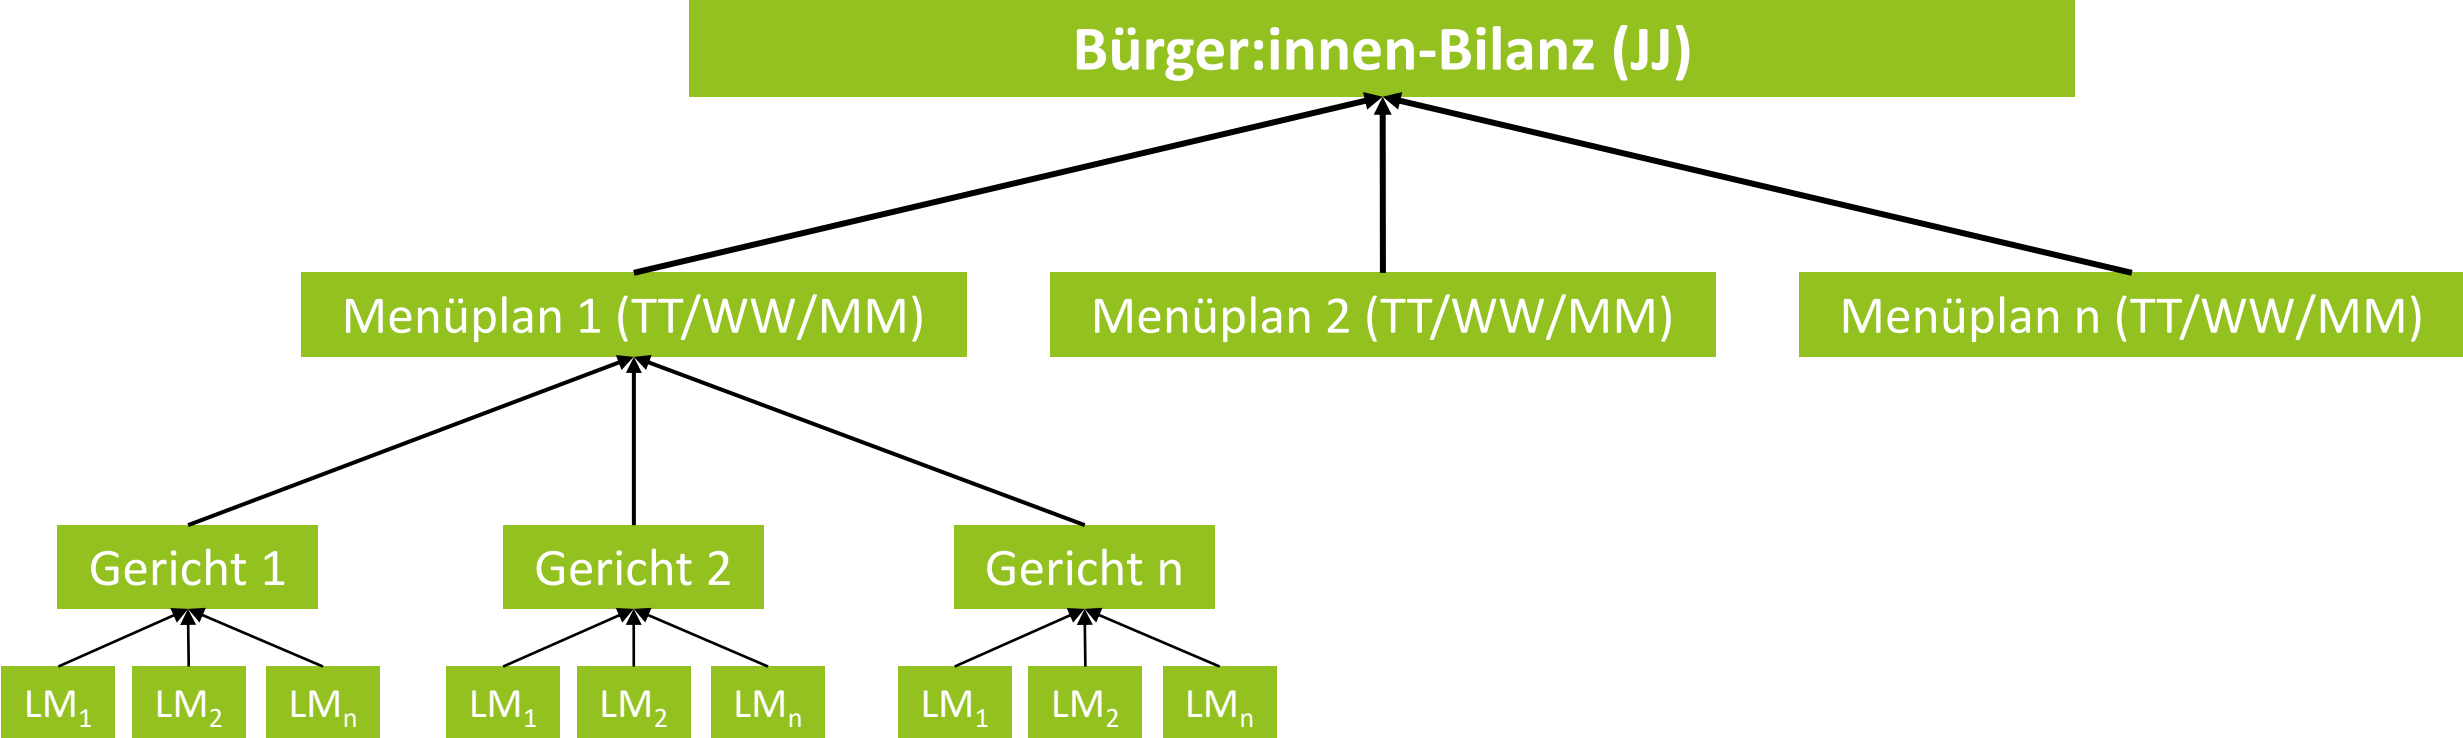 Bürger:innen-Bilanz (JJ)
Menüplan 1 (TT/WW/MM)
Menüplan 2 (TT/WW/MM)
Menüplan n (TT/WW/MM)
Gericht 1
Gericht 2
Gericht n
LM₁
LM₂
LMₙ
LM₁
LM₂
LMₙ
LM₁
LM₂
LMₙ